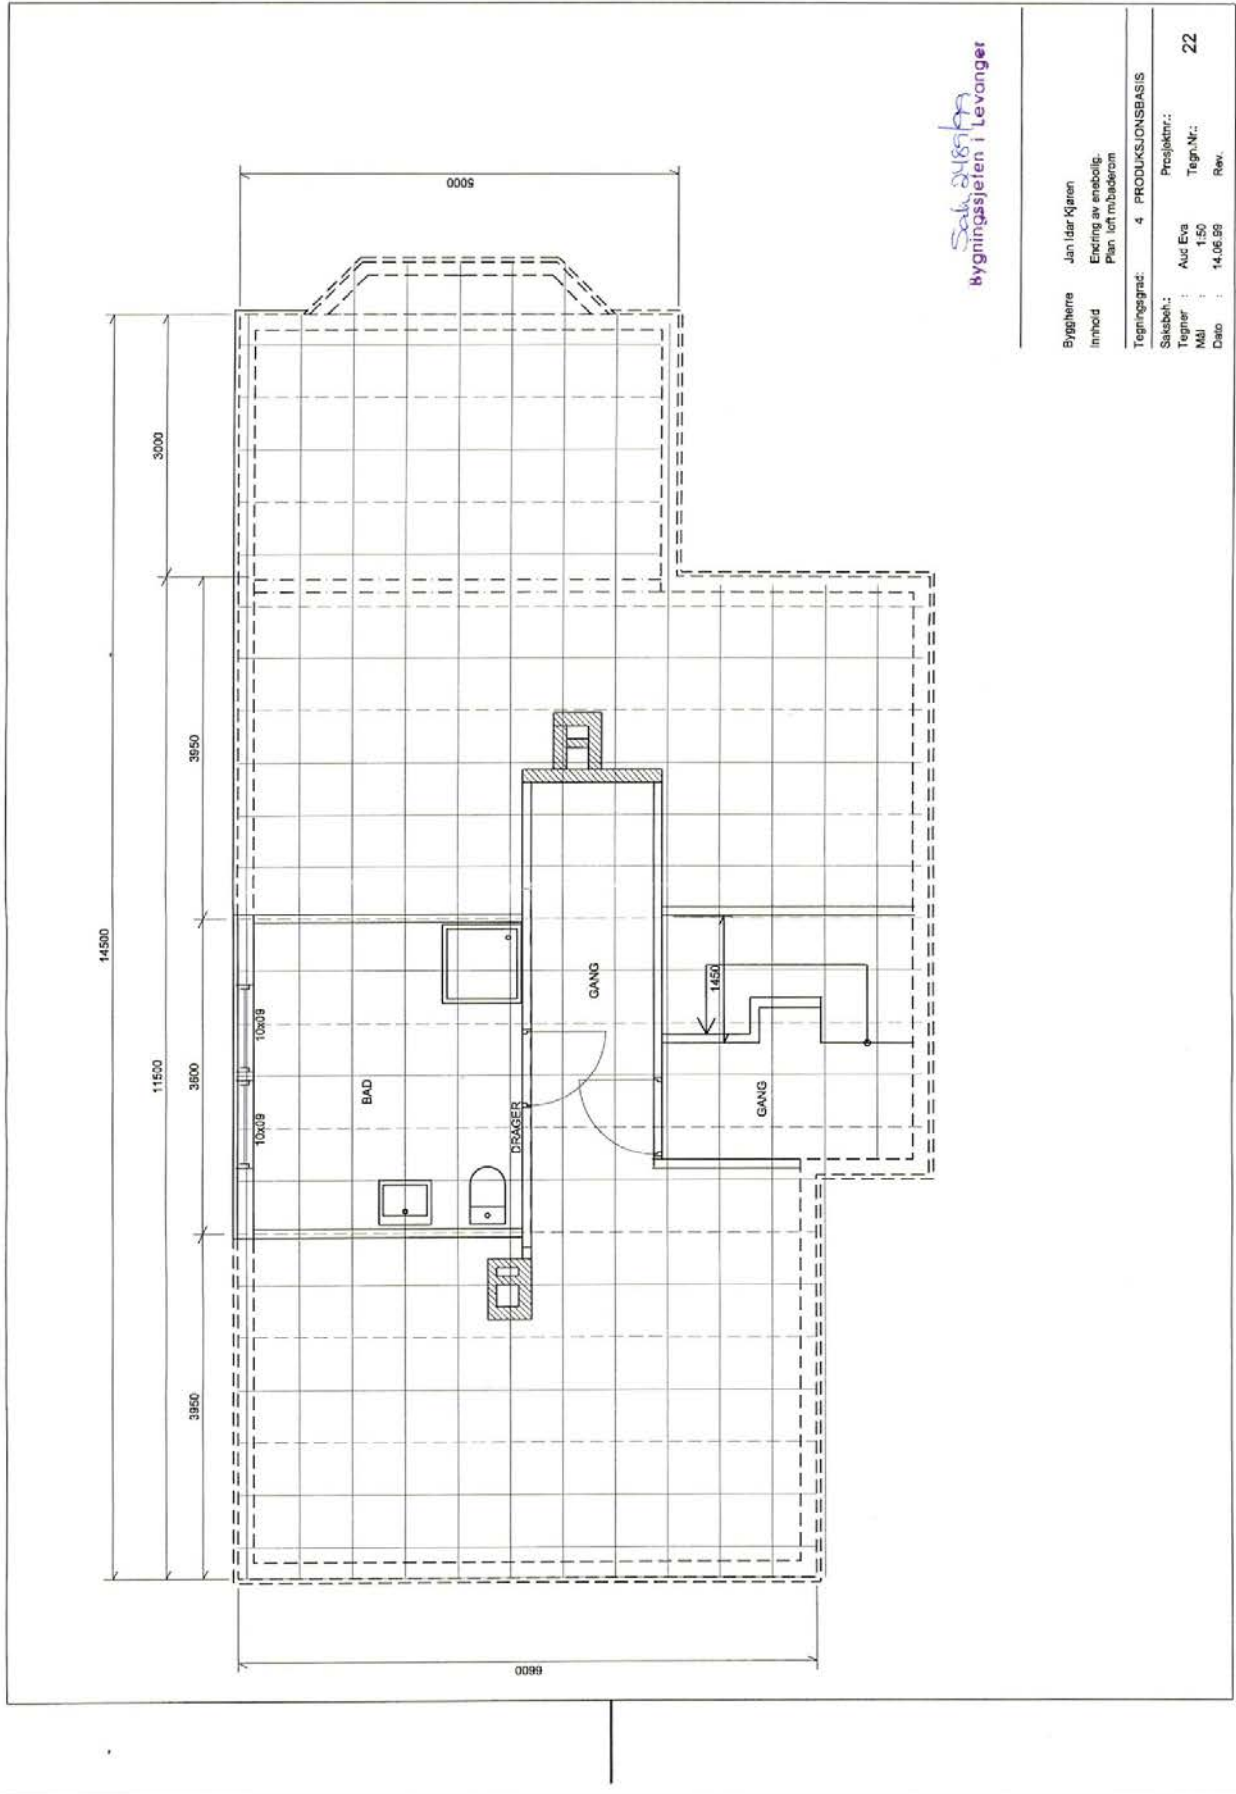 14500
11500
3000
3950
3600
3950
5000
6600
10x09
10x09
BAD
DRAGER
GANG
GANG
1450
Bygningssjefen i Levanger
Byggherre Jan Idar Kjæren
Innhold Endring av enebolig.
Plan loft m/baderom
Tegningsgrad: 4 PRODUKSJONSBASIS
Saksbeh.: Prosjektnr.:
Tegner : Aud Eva Tegn.Nr.: 22
Mål : 1:50
Dato : 14.06.99 Rev.